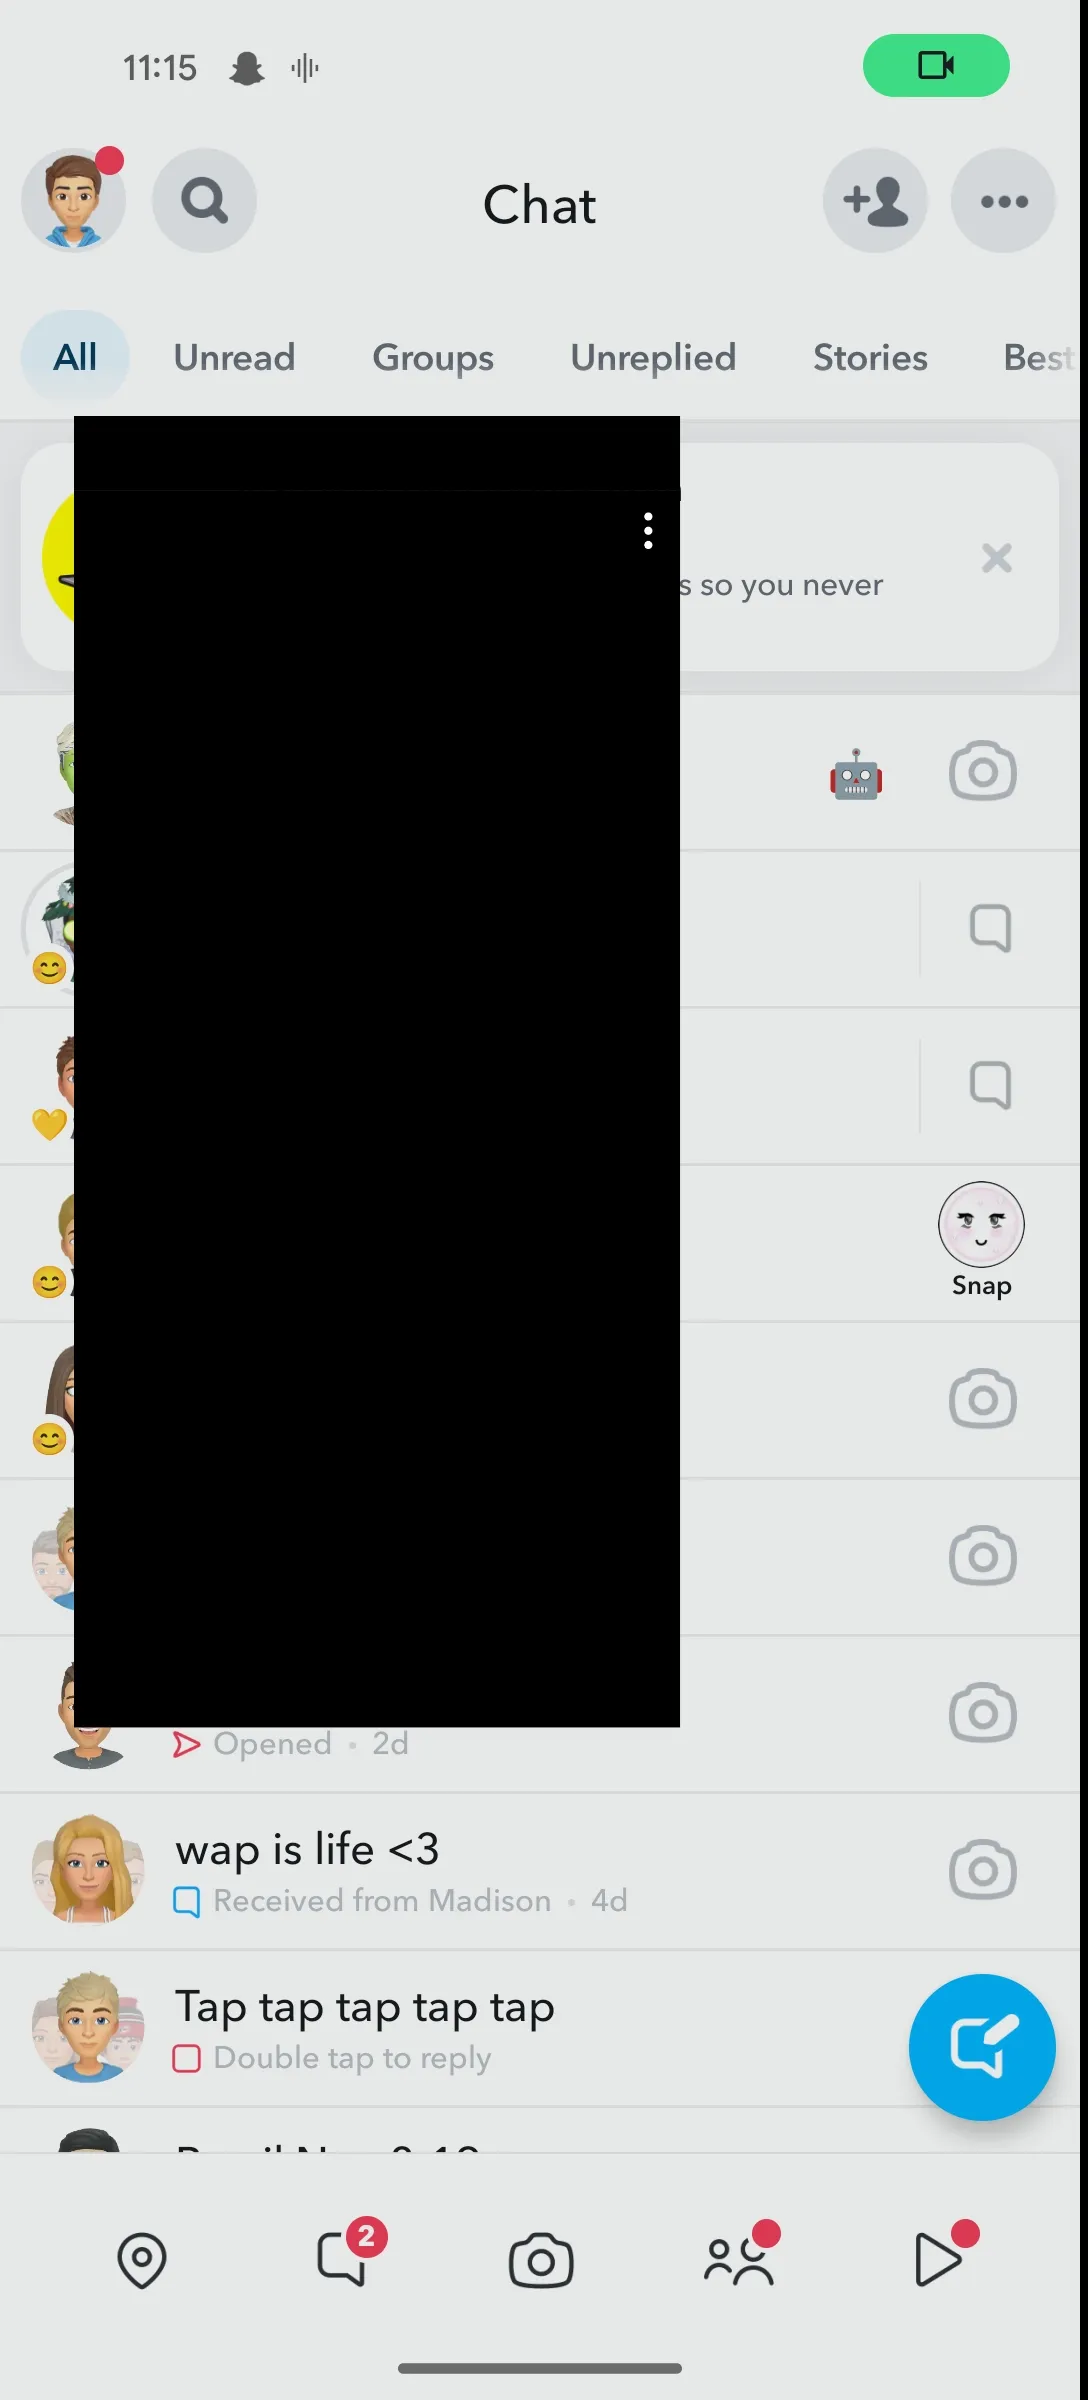 11:15
Chat
All Unread Groups Unreplied Stories Best
s so you never
Snap
Opened · 2d
wap is life <3
Received from Madison · 4d
Tap tap tap tap tap
Double tap to reply
2